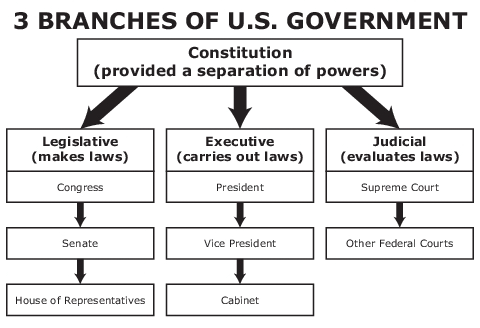 3 BRANCHES OF U.S. GOVERNMENT
Constitution
(provided a separation of powers)
Legislative
(makes laws)
Congress
Senate
House of Representatives
Executive
(carries out laws)
President
Vice President
Cabinet
Judicial
(evaluates laws)
Supreme Court
Other Federal Courts